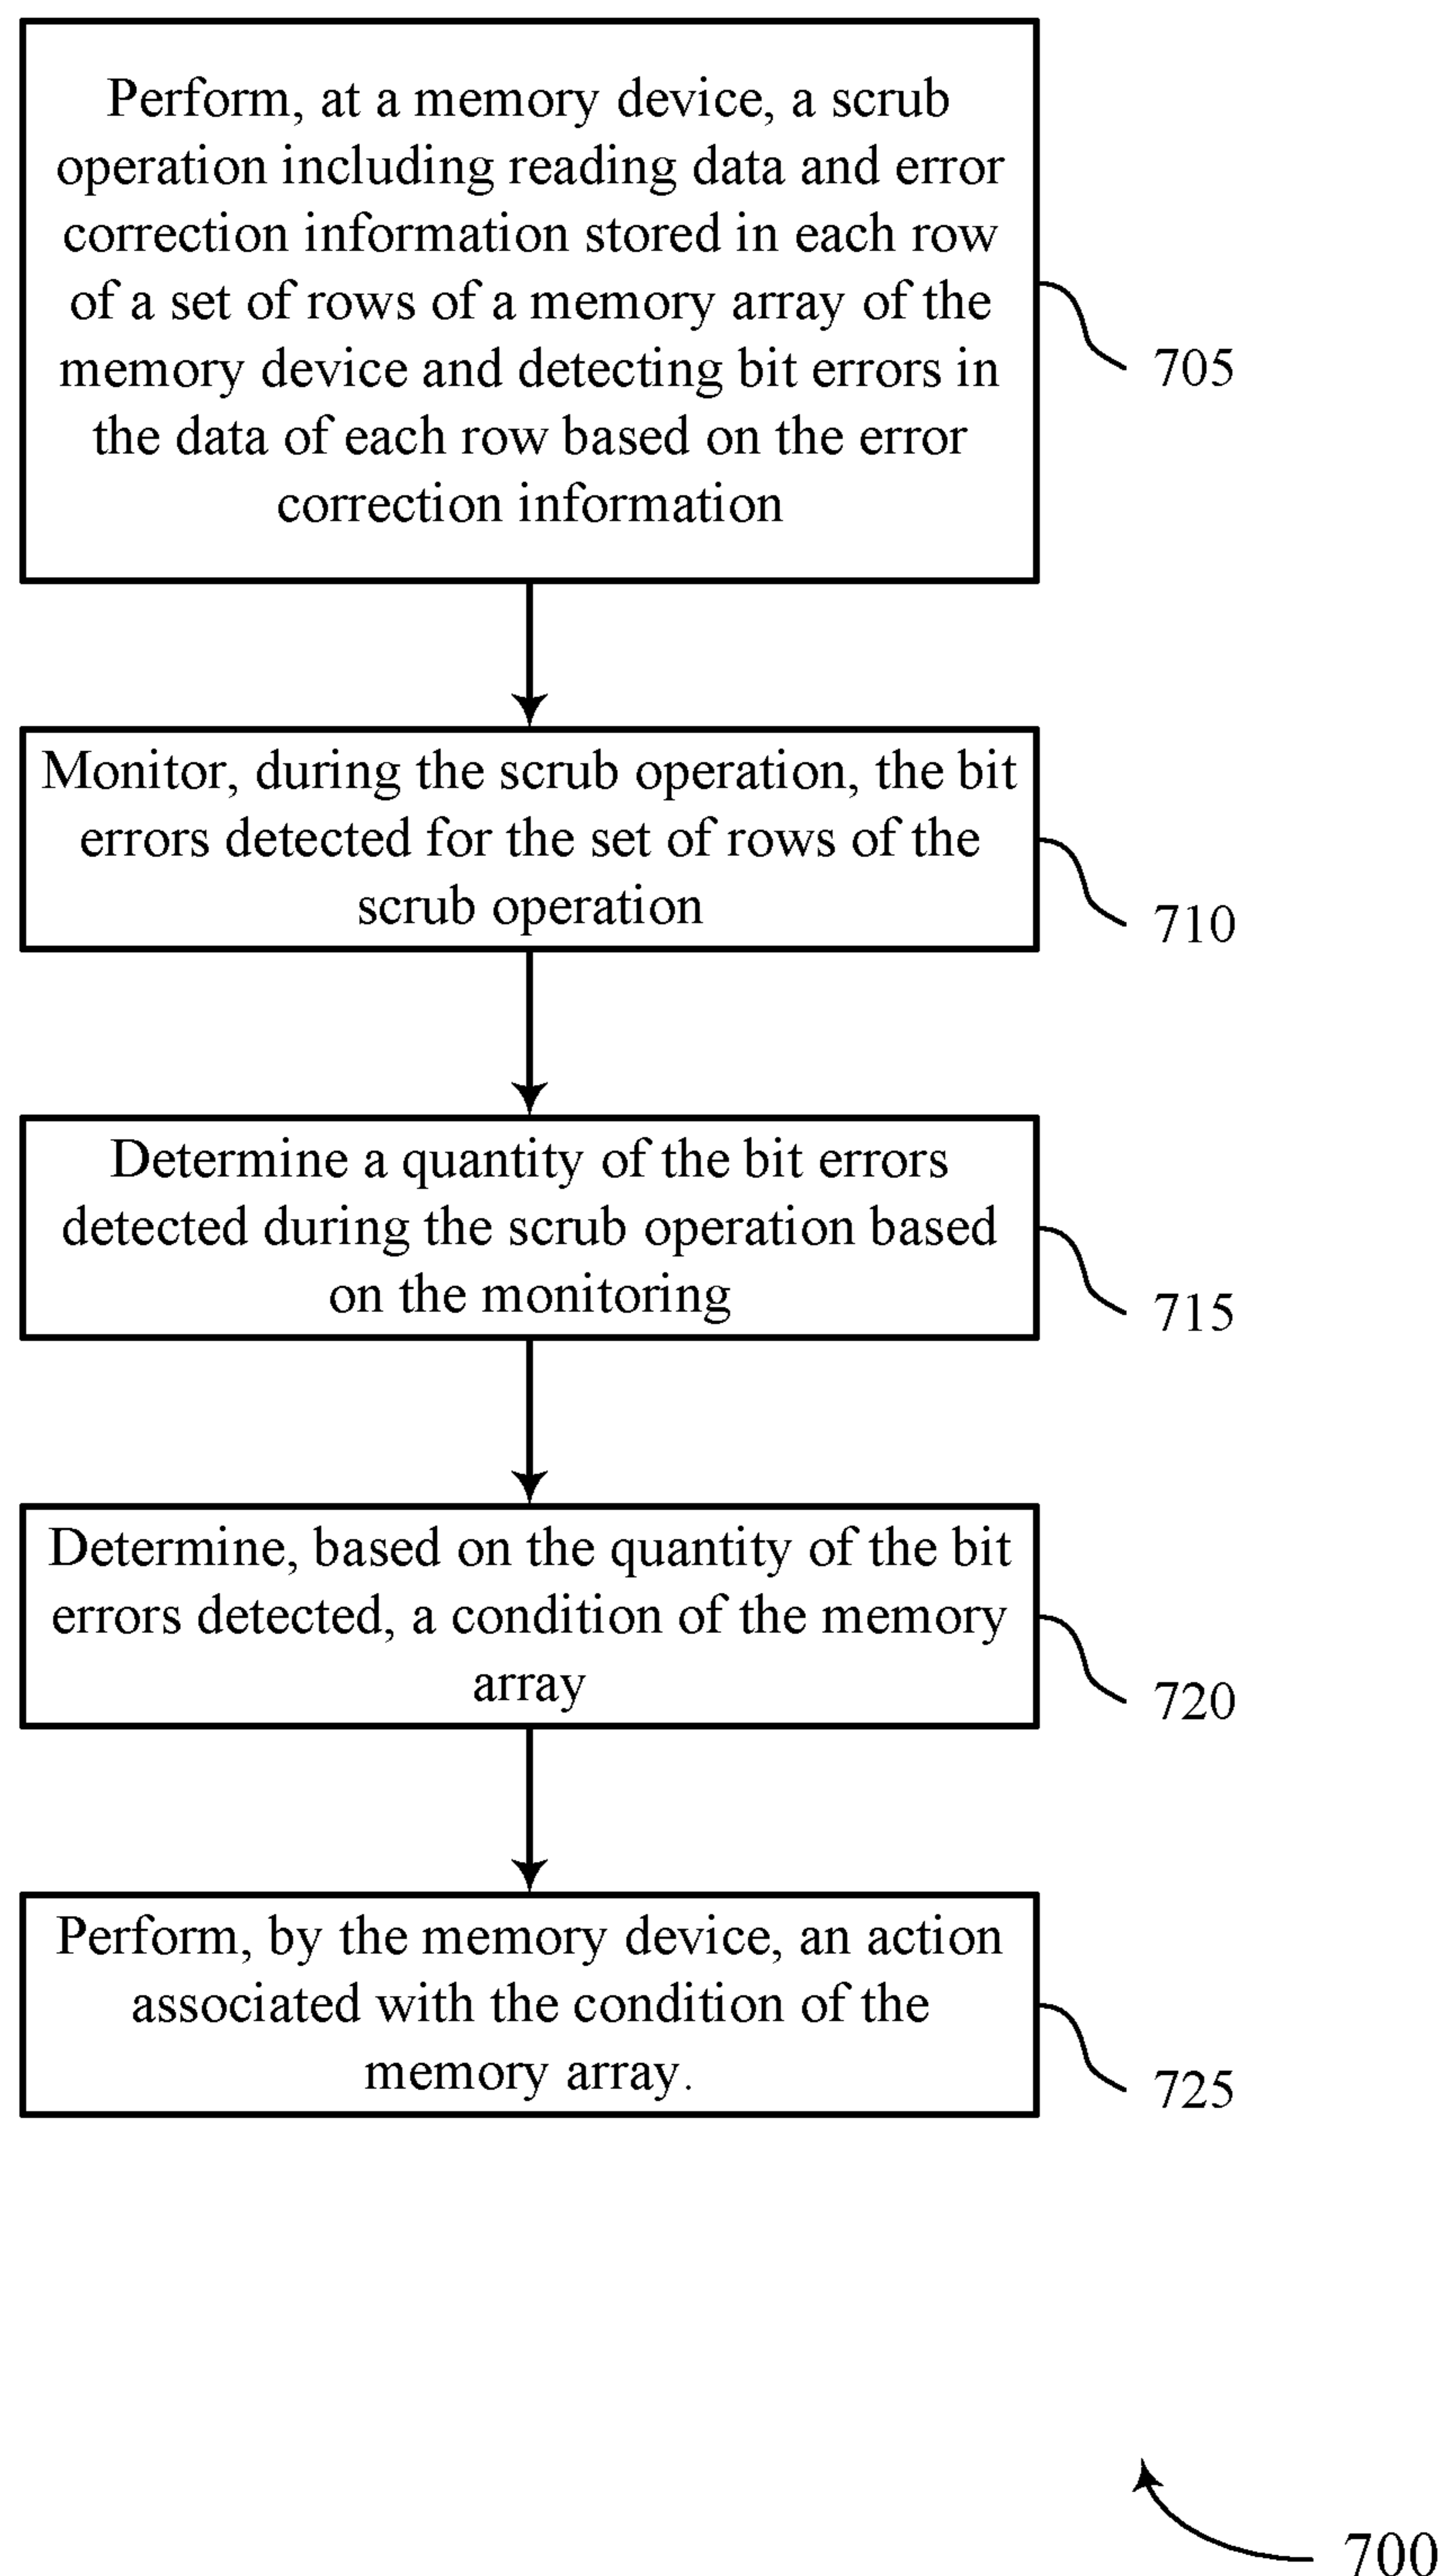 Perform, at a memory device, a scrub
operation including reading data and error
correction information stored in each row
of a set of rows of a memory array of the
memory device and detecting bit errors in
the data of each row based on the error
correction information
705
Monitor, during the scrub operation, the bit
errors detected for the set of rows of the
scrub operation
710
Determine a quantity of the bit errors
detected during the scrub operation based
on the monitoring
715
Determine, based on the quantity of the bit
errors detected, a condition of the memory
array
720
Perform, by the memory device, an action
associated with the condition of the
memory array.
725
700